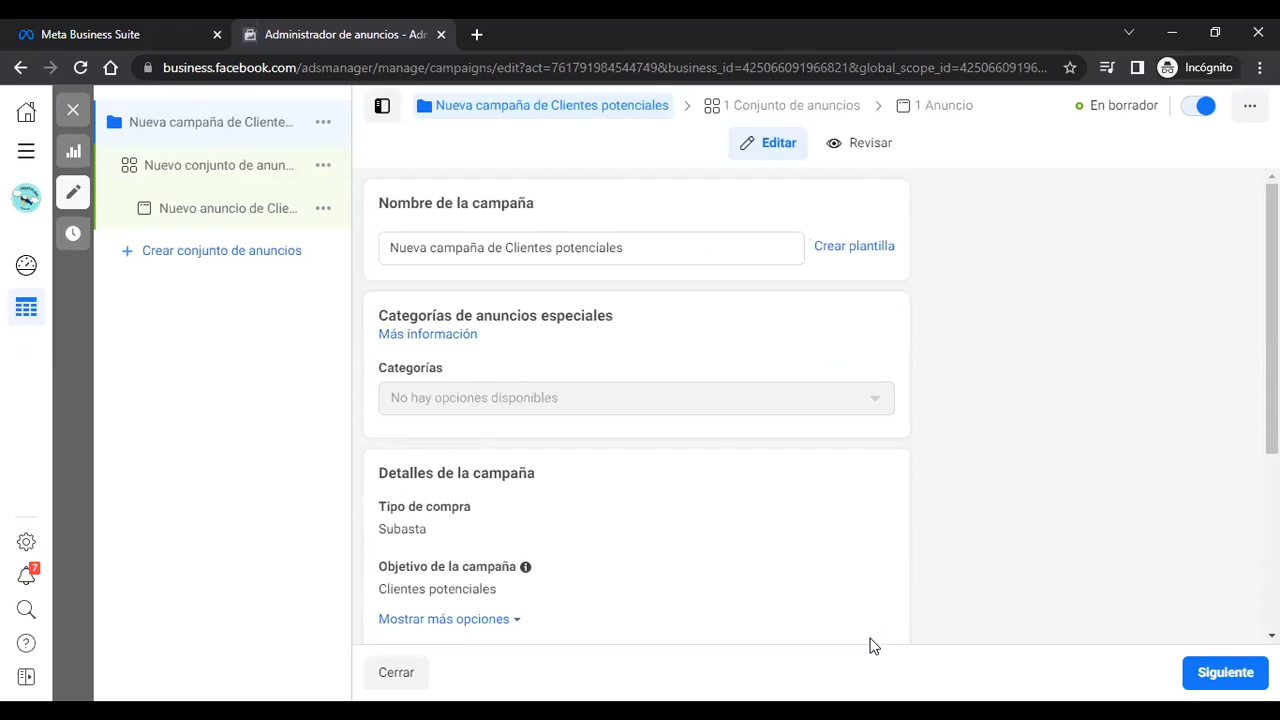 Meta Business Suite
Administrador de anuncios - Adn
Incógnito
business.facebook.com/adsmanager/manage/campaigns/edit?act=761791984544749&business_id=425066091966821&global_scope_id=42506609196...
Nueva campaña de Cliente...
Nuevo conjunto de anun...
Nuevo anuncio de Clie...
+ Crear conjunto de anuncios
7
Nueva campaña de Clientes potenciales > 1 Conjunto de anuncios > 1 Anuncio
En borrador
Editar
Revisar
Nombre de la campaña
Nueva campaña de Clientes potenciales
Crear plantilla
Categorías de anuncios especiales
Más información
Categorías
No hay opciones disponibles
Detalles de la campaña
Tipo de compra
Subasta
Objetivo de la campaña
Clientes potenciales
Mostrar más opciones
Cerrar
Siguiente